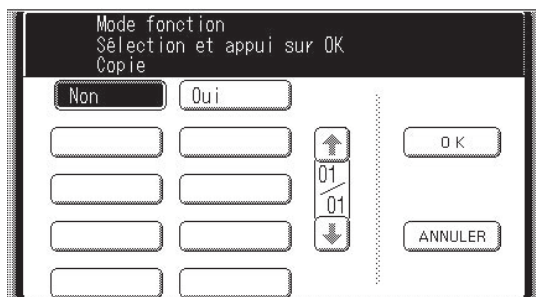 Mode fonction
Sélection et appui sur OK
Copie
Non Oui
OK
01
01
ANNULER